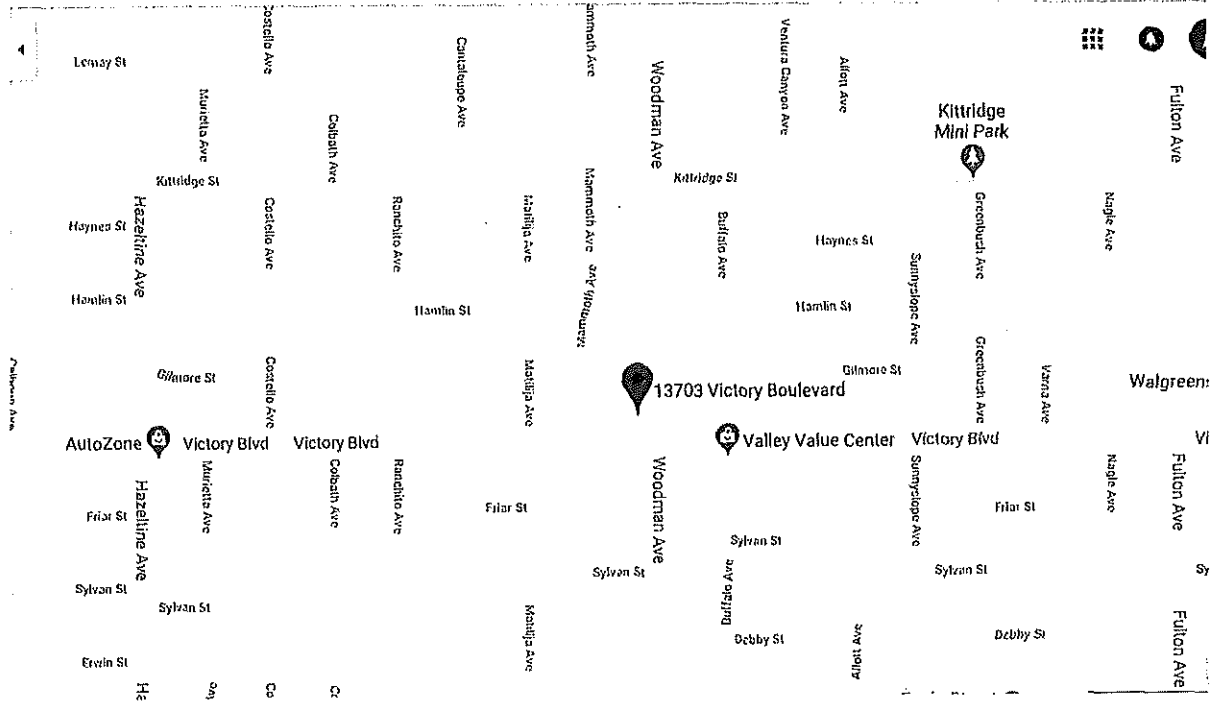 Lemay St
Costello Ave
Cantaloupe Ave
Mammoth Ave
Woodman Ave
Ventura Canyon Ave
Allott Ave
Fulton Ave
Murietta Ave
Colbath Ave
Kittridge
Mini Park
Kittridge St
Kittridge St
Haynes St
Hazeltine Ave
Costello Ave
Ranchito Ave
Matilija Ave
Mammoth Ave
Buffalo Ave
Haynes St
Greenbush Ave
Nagle Ave
Hamlin St
Hamlin St
Mammoth Ave
Hamlin St
Sunnyslope Ave
Gilmore St
Costello Ave
Matilija Ave
13703 Victory Boulevard
Gilmore St
Greenbush Ave
Varna Ave
Walgreens
AutoZone
Victory Blvd
Victory Blvd
Valley Value Center
Victory Blvd
Vi
Hazeltine Ave
Murietta Ave
Colbath Ave
Ranchito Ave
Woodman Ave
Sunnyslope Ave
Nagle Ave
Fulton Ave
Friar St
Friar St
Friar St
Sylvan St
Sylvan St
Sylvan St
Sylvan St
Sylvan St
Sy
Buffalo Ave
Matilija Ave
Debby St
Allott Ave
Debby St
Fulton Ave
Erwin St
Ha
Co